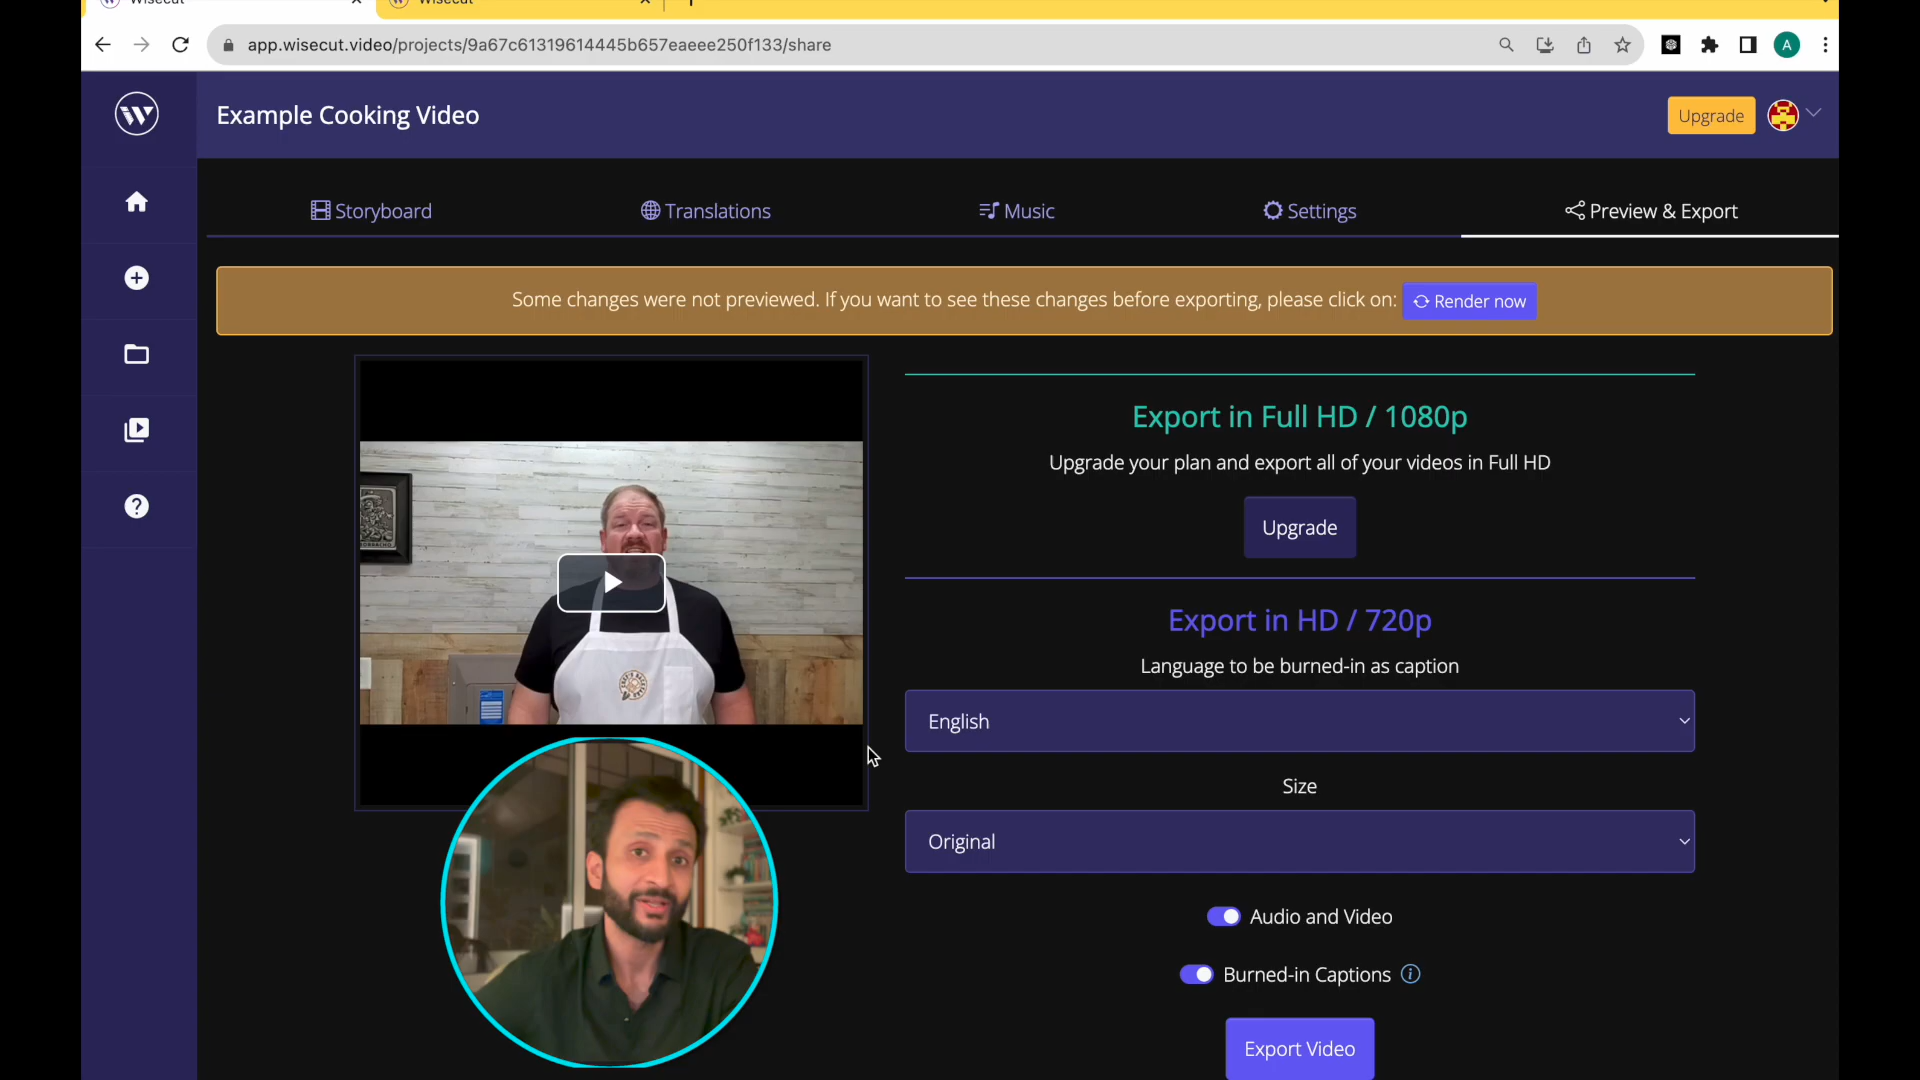 Wisecut
Wisecut
app.wisecut.video/projects/9a67c61319614445b657eaeee250f133/share
A
Example Cooking Video
Upgrade
Storyboard
Translations
Music
Settings
Preview & Export
Some changes were not previewed. If you want to see these changes before exporting, please click on: Render now
Export in Full HD / 1080p
Upgrade your plan and export all of your videos in Full HD
Upgrade
Export in HD / 720p
Language to be burned-in as caption
English
Size
Original
Audio and Video
Burned-in Captions
Export Video